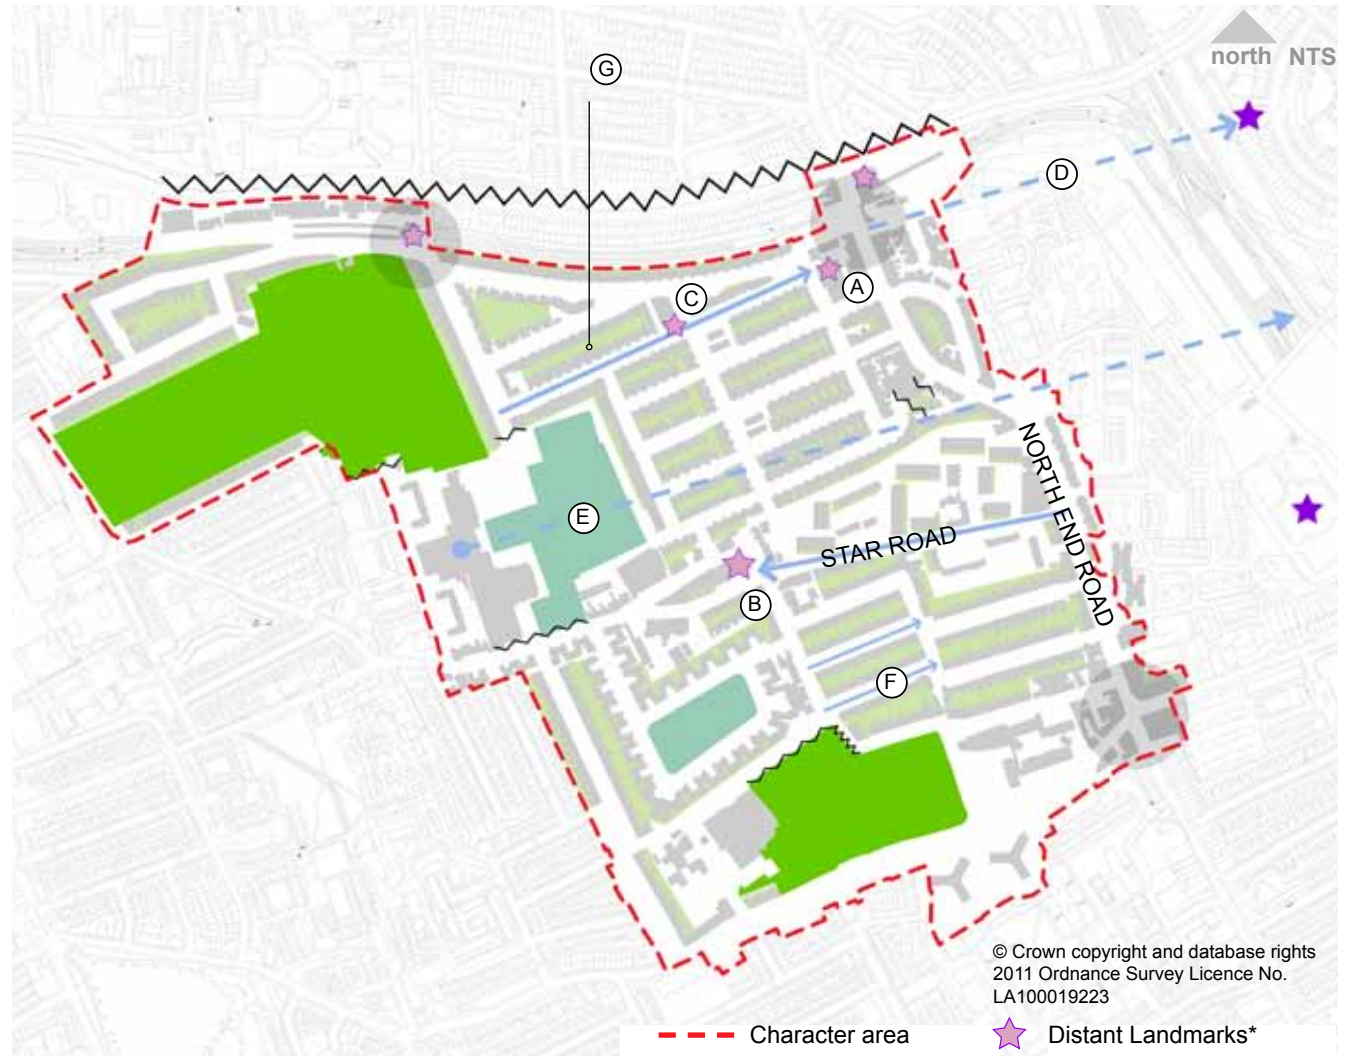 G
north NTS
D
C
A
E
NORTH END ROAD
STAR ROAD
B
F
© Crown copyright and database rights
2011 Ordnance Survey Licence No.
LA100019223
Character area
Distant Landmarks*